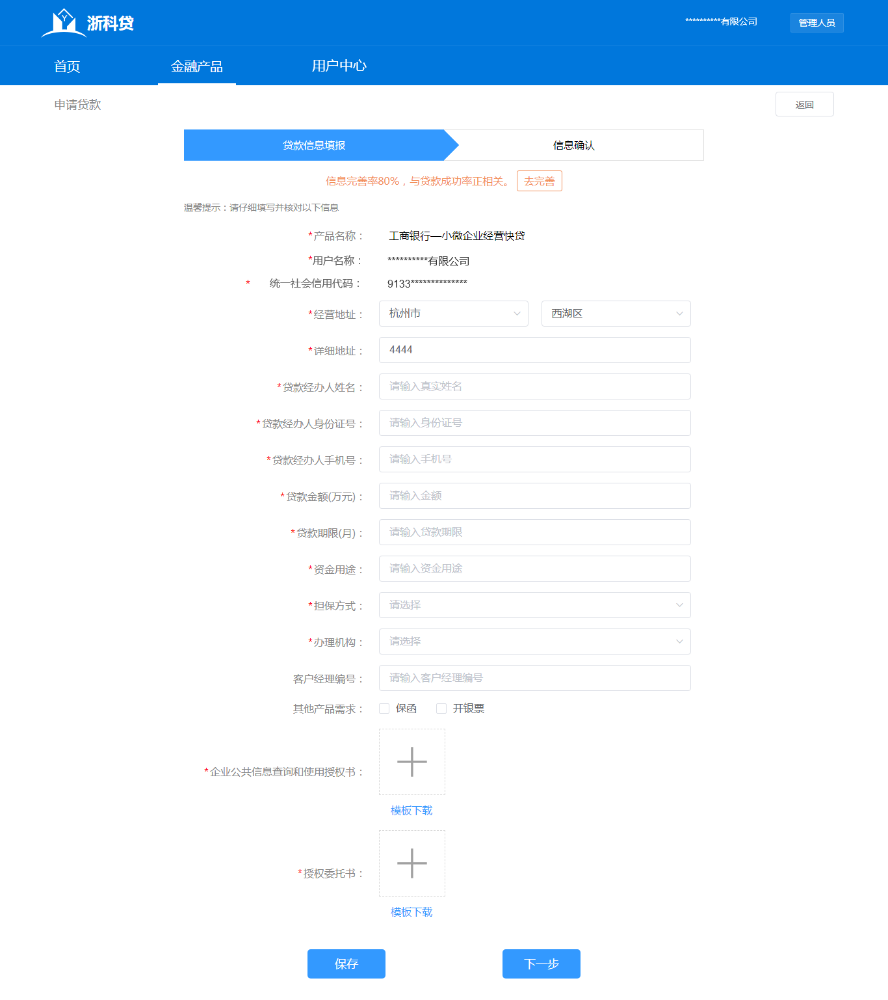 浙科贷
**********有限公司
管理人员
首页
金融产品
用户中心
申请贷款
返回
贷款信息填报
信息确认
信息完善率80%，与贷款成功率正相关。 去完善
温馨提示：请仔细填写并核对以下信息
*产品名称： 工商银行—小微企业经营快贷
*用户名称： **********有限公司
* 统一社会信用代码： 9133**************
*经营地址： 杭州市 西湖区
*详细地址： 4444
*贷款经办人姓名： 请输入真实姓名
*贷款经办人身份证号： 请输入身份证号
*贷款经办人手机号： 请输入手机号
*贷款金额(万元)： 请输入金额
*贷款期限(月)： 请输入贷款期限
*资金用途： 请输入资金用途
*担保方式： 请选择
*办理机构： 请选择
客户经理编号： 请输入客户经理编号
其他产品需求： 保函 开银票
*企业公共信息查询和使用授权书：
模板下载
*授权委托书：
模板下载
保存
下一步